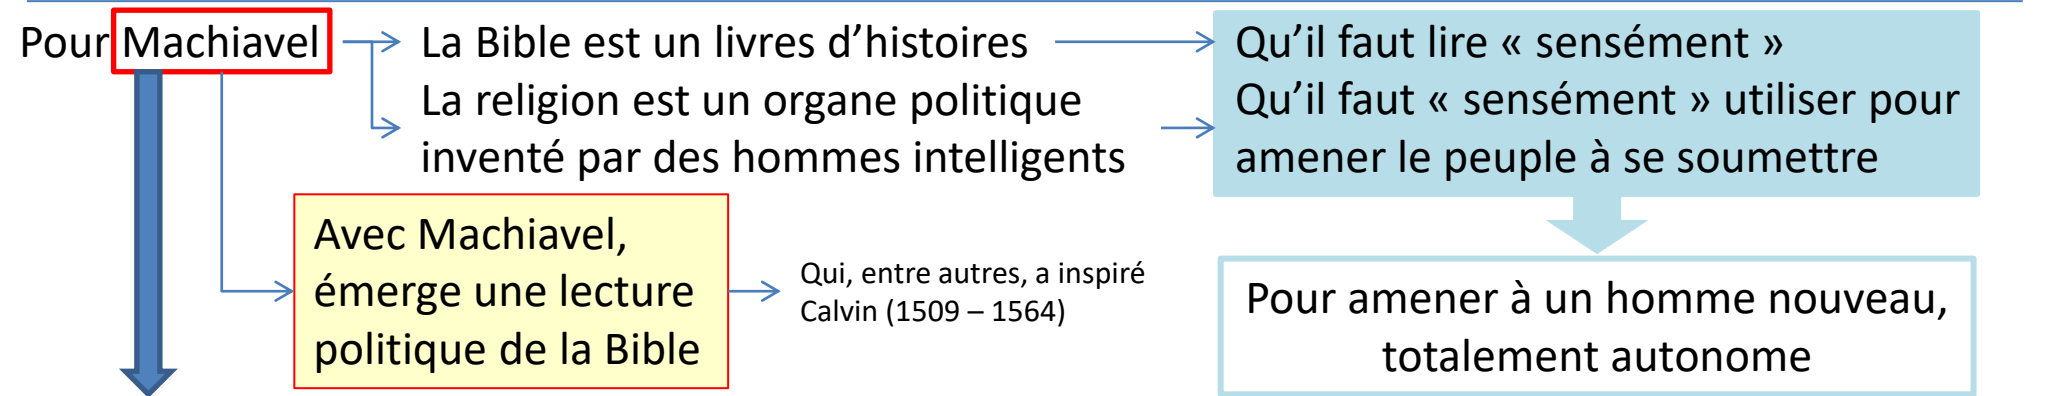 Pour Machiavel
La Bible est un livres d’histoires
La religion est un organe politique
inventé par des hommes intelligents
Qu’il faut lire « sensément »
Qu’il faut « sensément » utiliser pour
amener le peuple à se soumettre
Avec Machiavel,
émerge une lecture
politique de la Bible
Qui, entre autres, a inspiré
Calvin (1509 – 1564)
Pour amener à un homme nouveau,
totalement autonome